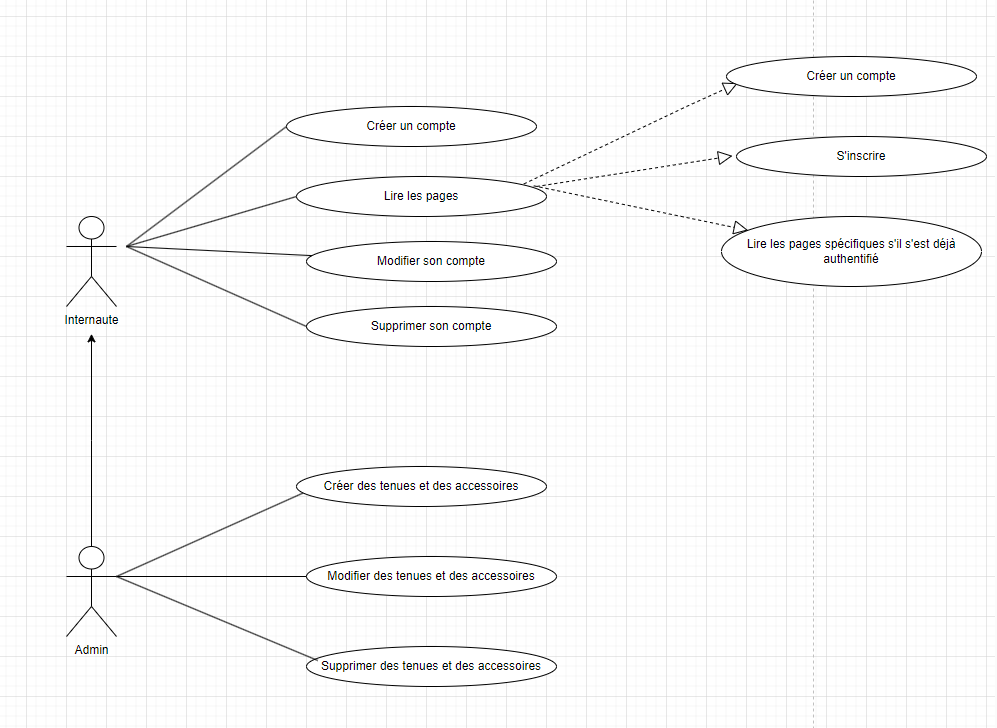 Créer un compte
Créer un compte
S'inscrire
Lire les pages
Lire les pages spécifiques s'il s'est déjà
authentifié
Modifier son compte
Internaute
Supprimer son compte
Créer des tenues et des accessoires
Modifier des tenues et des accessoires
Admin
Supprimer des tenues et des accessoires